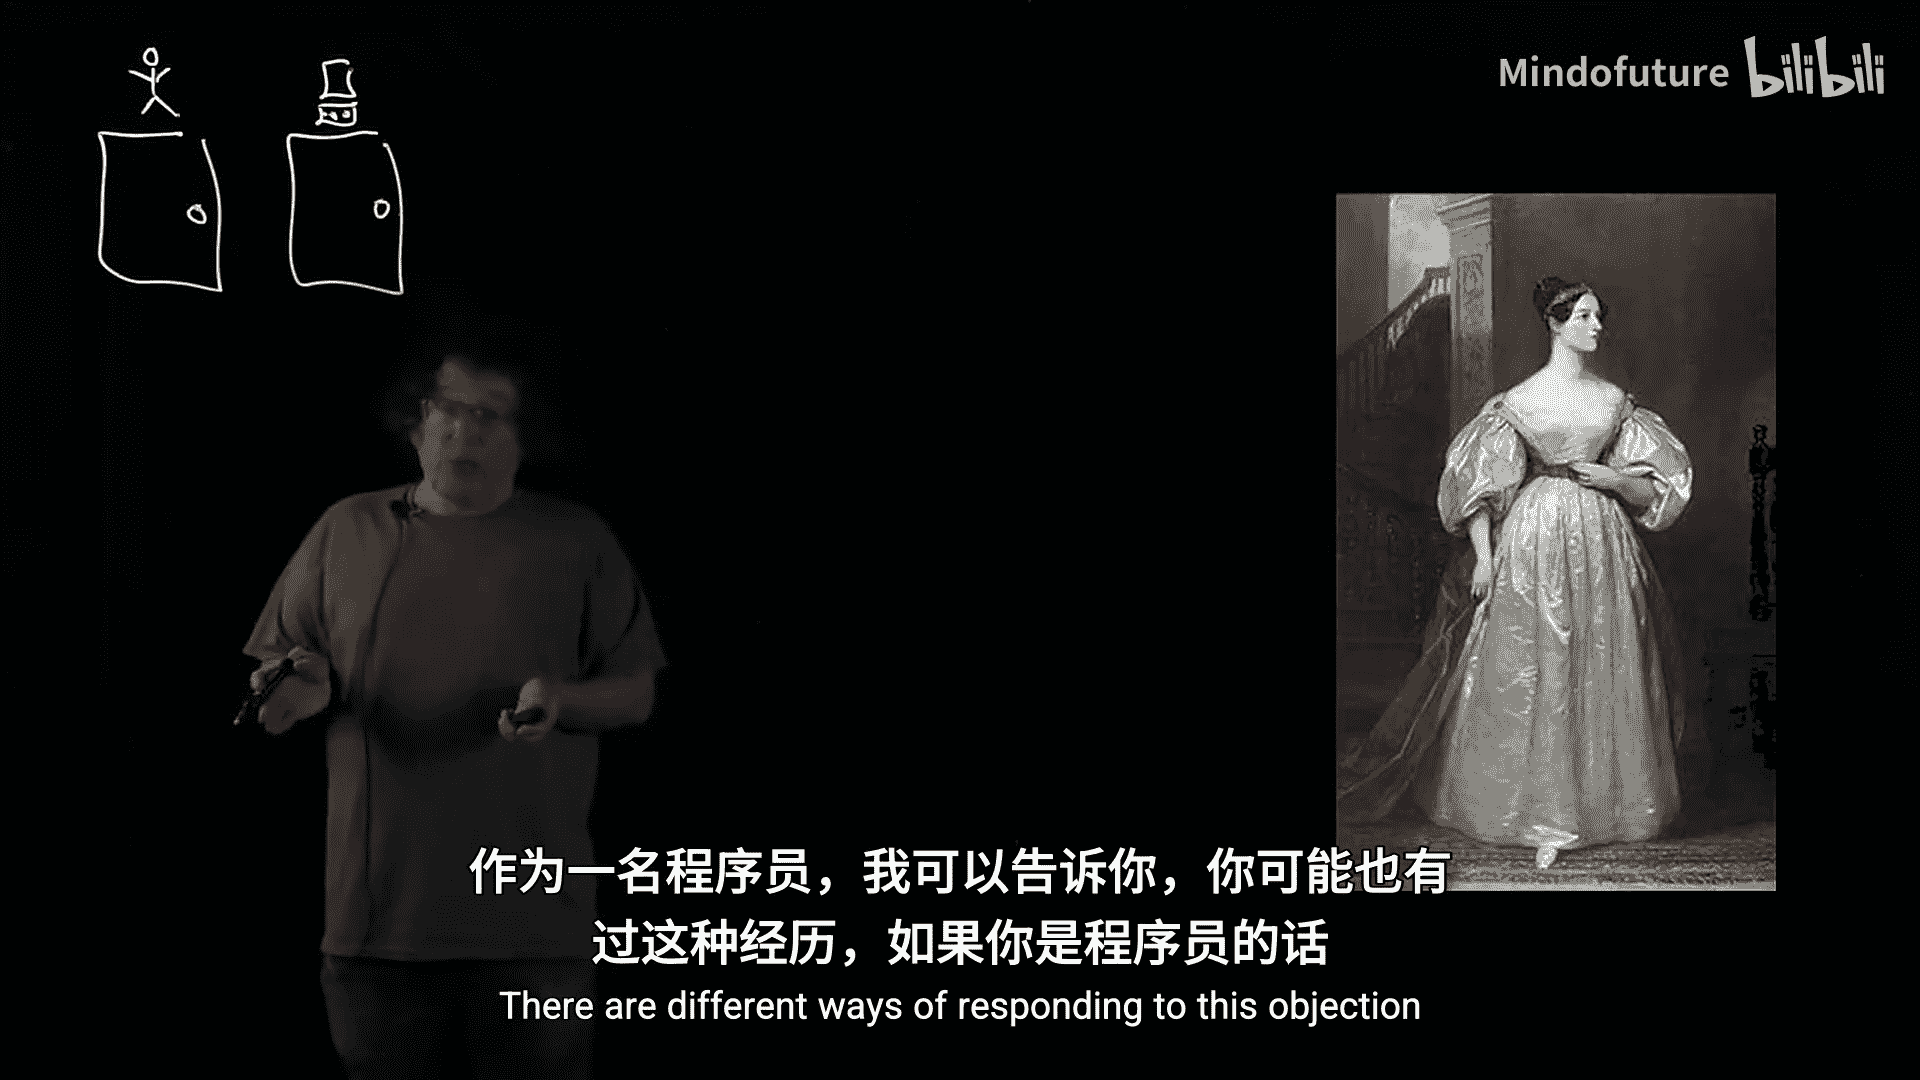 Mindofuture bilibili
作为一名程序员，我可以告诉你，你可能也有
过这种经历，如果你是程序员的话
There are different ways of responding to this objection